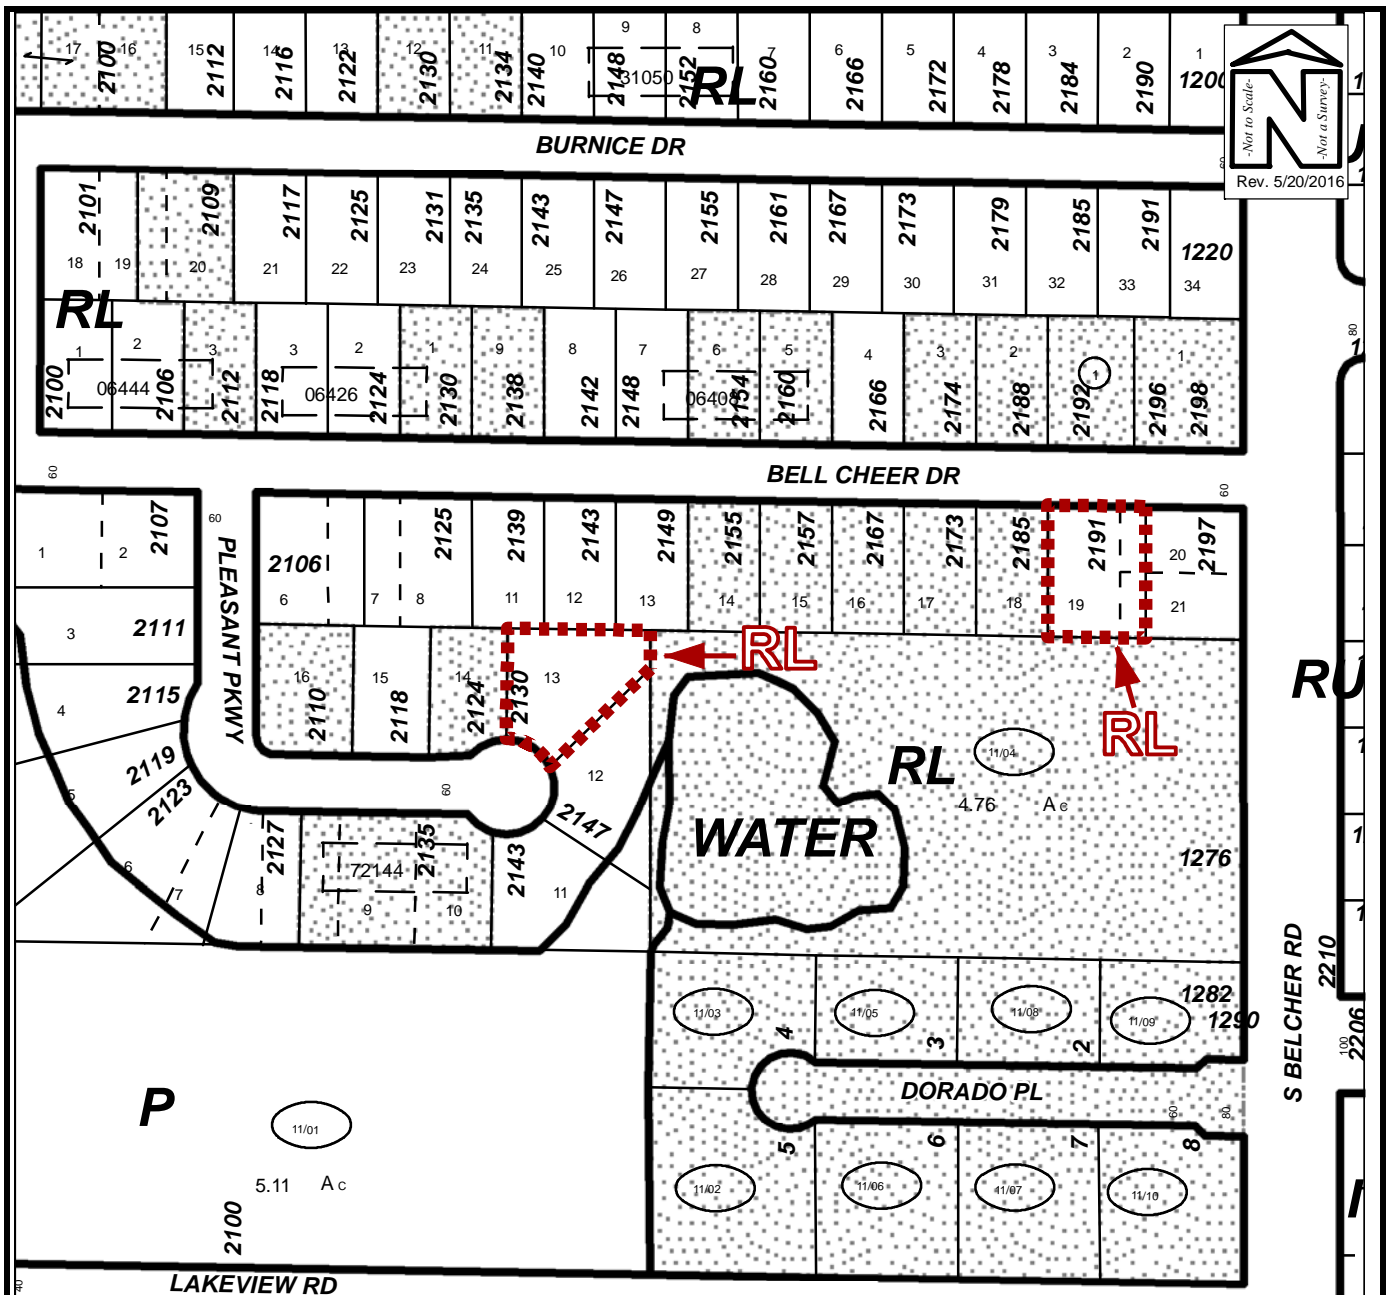 17 2100 16 15 2112 14 2116 13 2122 12 2130 11 2134 2140 10 9 2148 8 2152 7 2160 6 2166 5 2172 4 2178 3 2184 2 2190 1 1200
31050
RL
-Not to Scale-
-Not a Survey-
N
Rev. 5/20/2016
BURNICE DR
60
2101 2109 2117 2125 2131 2135 2143 2147 2155 2161 2167 2173 2179 2185 2191 1220
18 19 20 21 22 23 24 25 26 27 28 29 30 31 32 33 34
RL
1 2 3 3 2 1 9 8 7 6 5 4 3 2 1 1
06444 06426 06408
2100 2106 2112 2118 2124 2130 2138 2142 2148 2154 2160 2166 2174 2188 2192 2196 2198
80
BELL CHEER DR
60 60 60
2107 2106 2125 2139 2143 2149 2155 2157 2167 2173 2185 2191 2197
1 2 6 7 8 11 12 13 14 15 16 17 18 19 20 21
PLEASANT PKWY
3 2111
4 2115
16 2110 15 2118 14 2124 2130 13
RL
RL
RU
2119
2123
5
6
7
8
2127
60
12
2147
2143
11
2135
72144
9 10
RL
11/04
4.76 A C
WATER
1276
S BELCHER RD
2210
2206
100
11/03 11/05 11/08 11/09
1282
1290
4 3 2
DORADO PL
60 80
5 6 7 8
11/02 11/06 11/07 11/10
P
11/01
5.11 A C
2100
LAKEVIEW RD
40